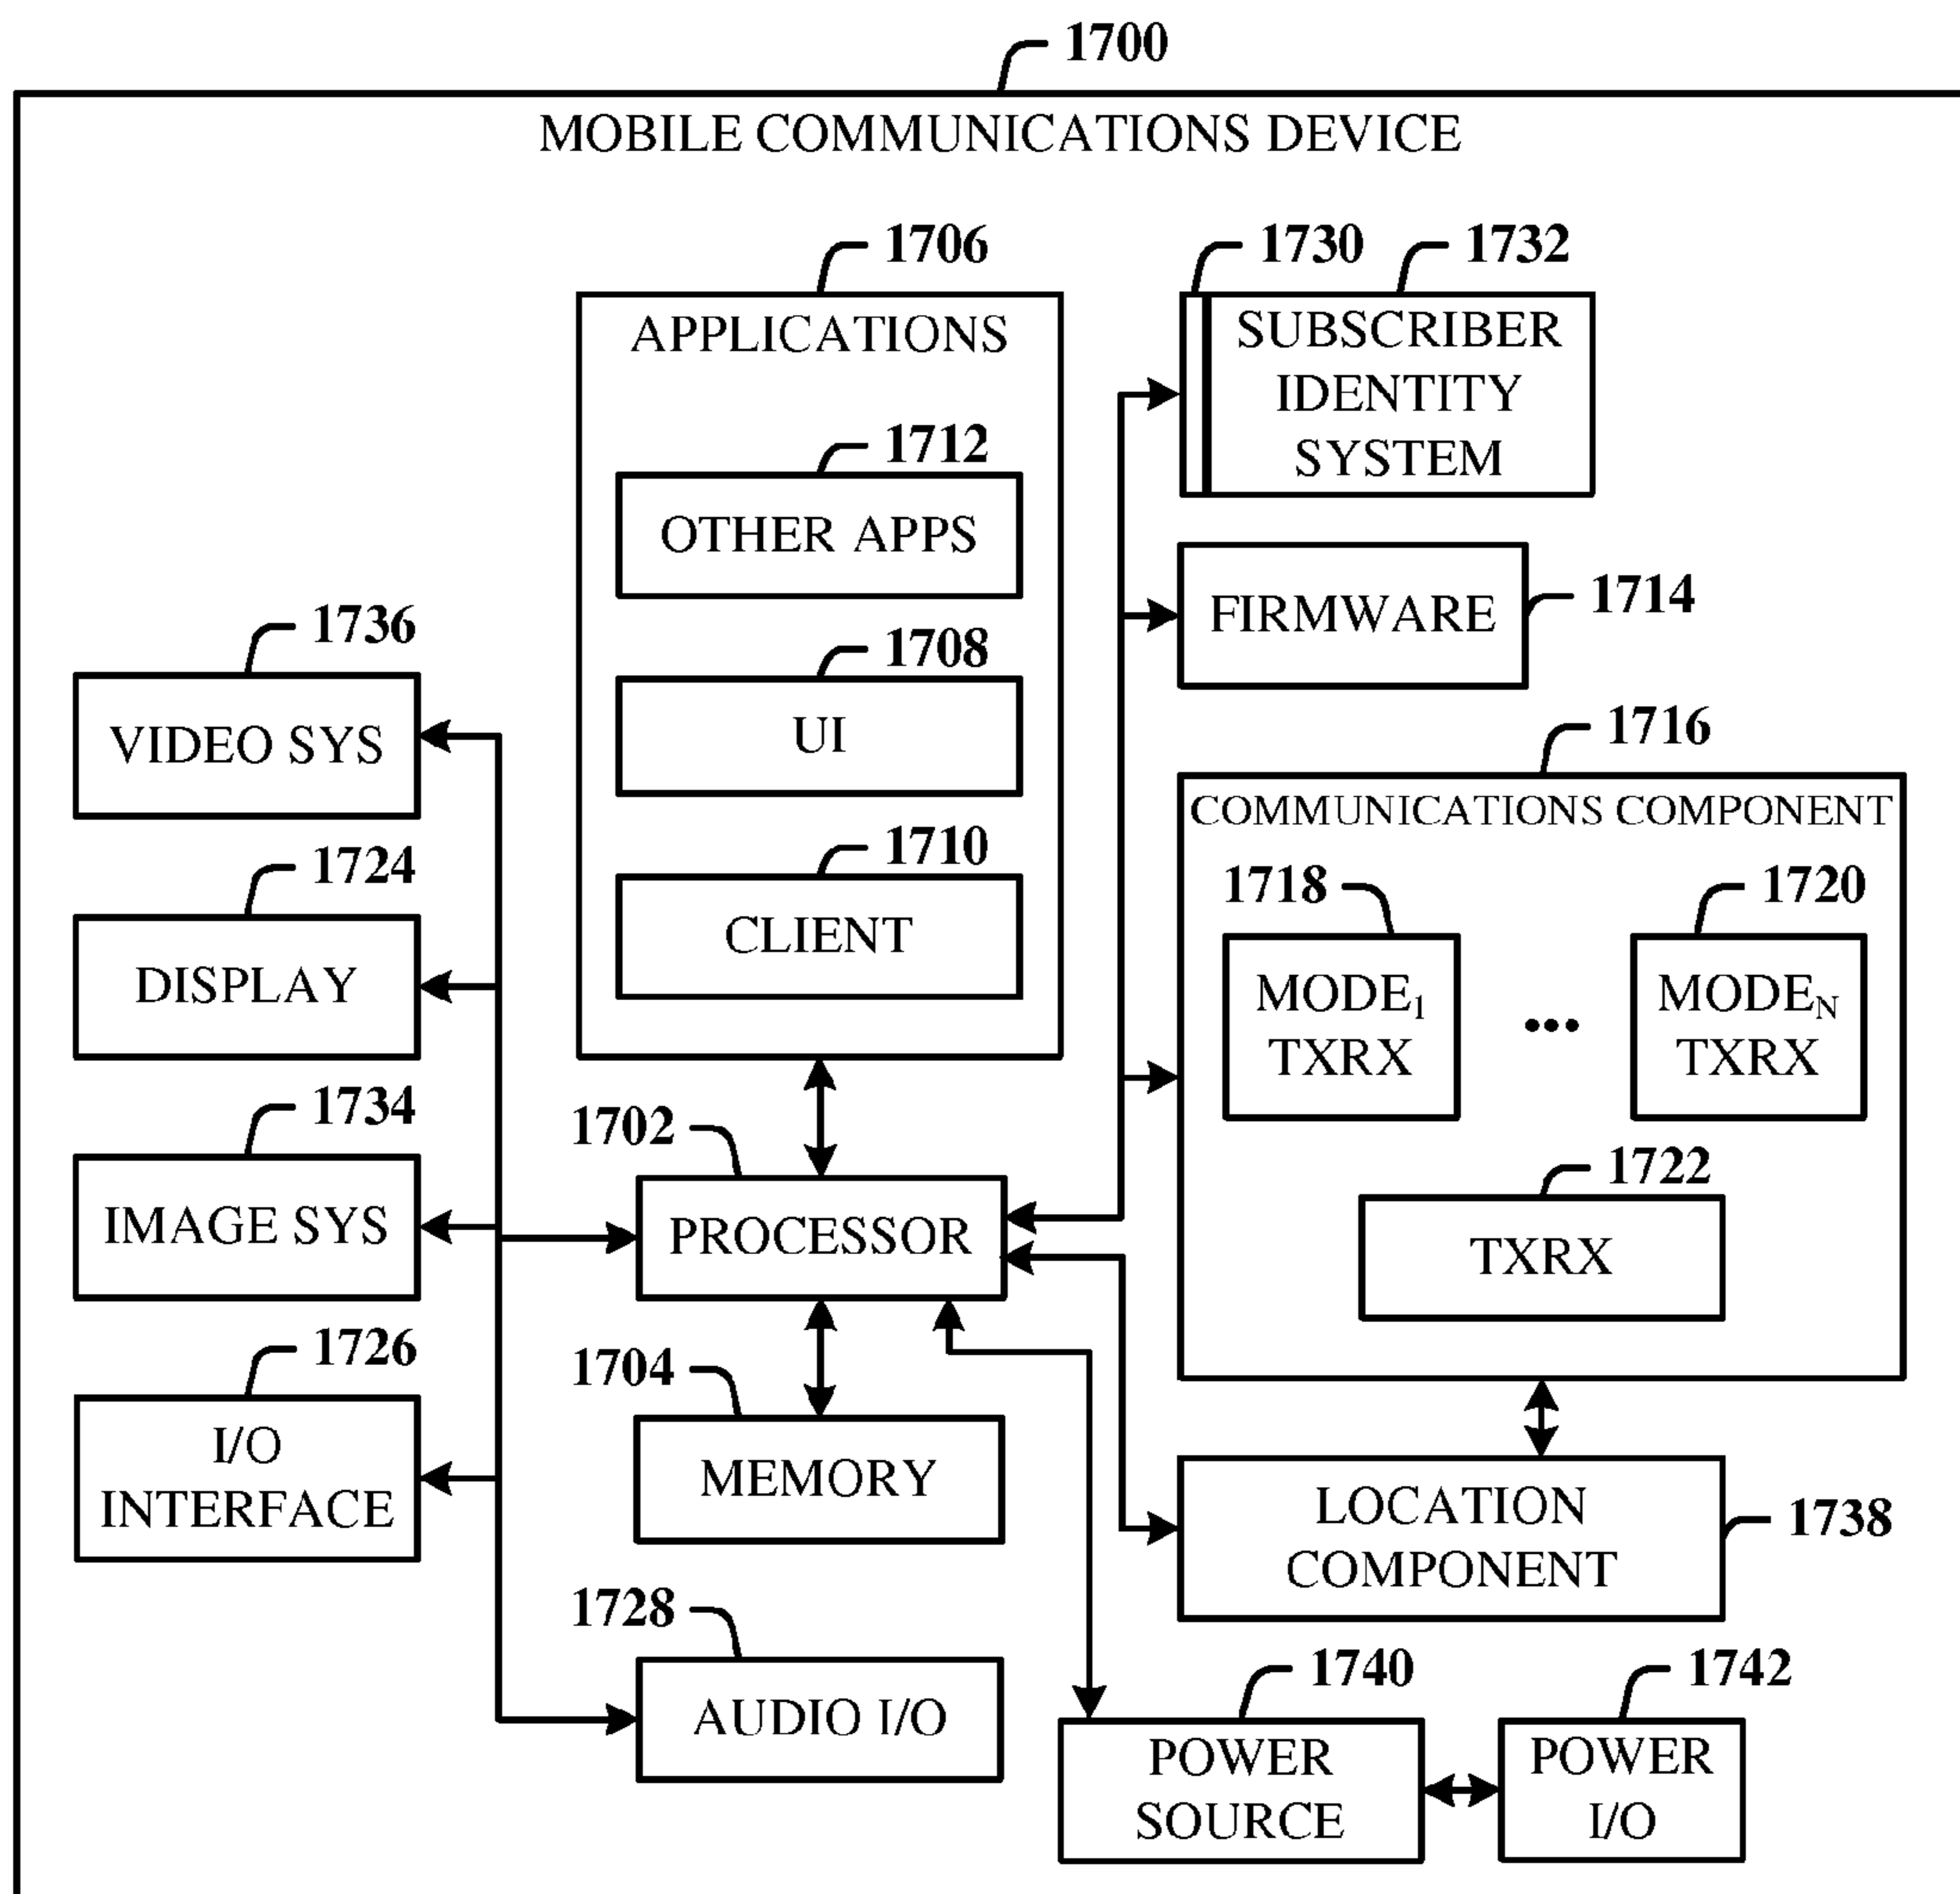 1700
MOBILE COMMUNICATIONS DEVICE
1706
APPLICATIONS
1712
OTHER APPS
1708
UI
1710
CLIENT
1730
1732
SUBSCRIBER
IDENTITY
SYSTEM
FIRMWARE
1714
1736
VIDEO SYS
1724
DISPLAY
1734
IMAGE SYS
1726
I/O
INTERFACE
1716
COMMUNICATIONS COMPONENT
1718
MODE₁
TXRX
...
1720
MODEN
TXRX
1722
TXRX
1702
PROCESSOR
1704
MEMORY
LOCATION
COMPONENT
1738
1728
AUDIO I/O
1740
POWER
SOURCE
1742
POWER
I/O